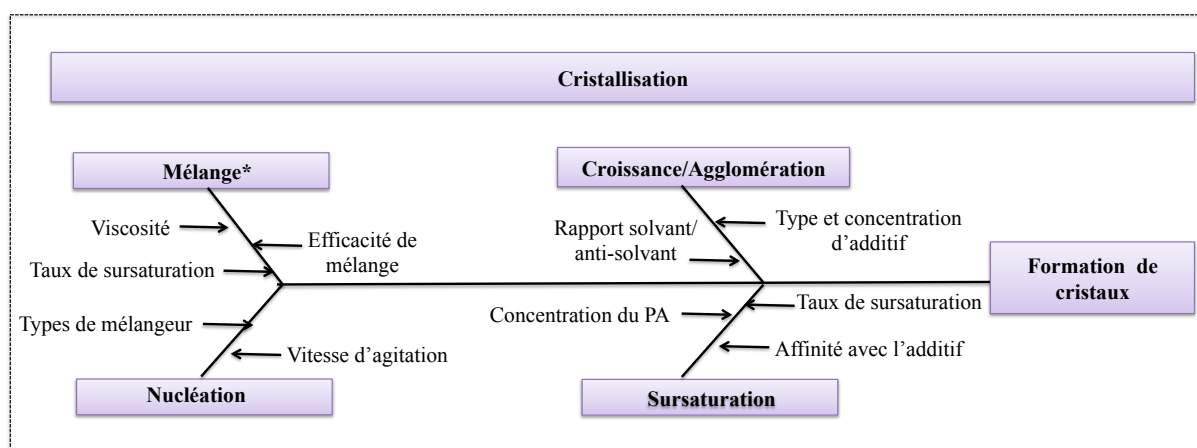 Cristallisation
Mélange*
Croissance/Agglomération
Viscosité
Efficacité de
mélange
Taux de sursaturation
Rapport solvant/
anti-solvant
Type et concentration
d’additif
Formation de
cristaux
Types de mélangeur
Vitesse d’agitation
Concentration du PA
Taux de sursaturation
Affinité avec l’additif
Nucléation
Sursaturation